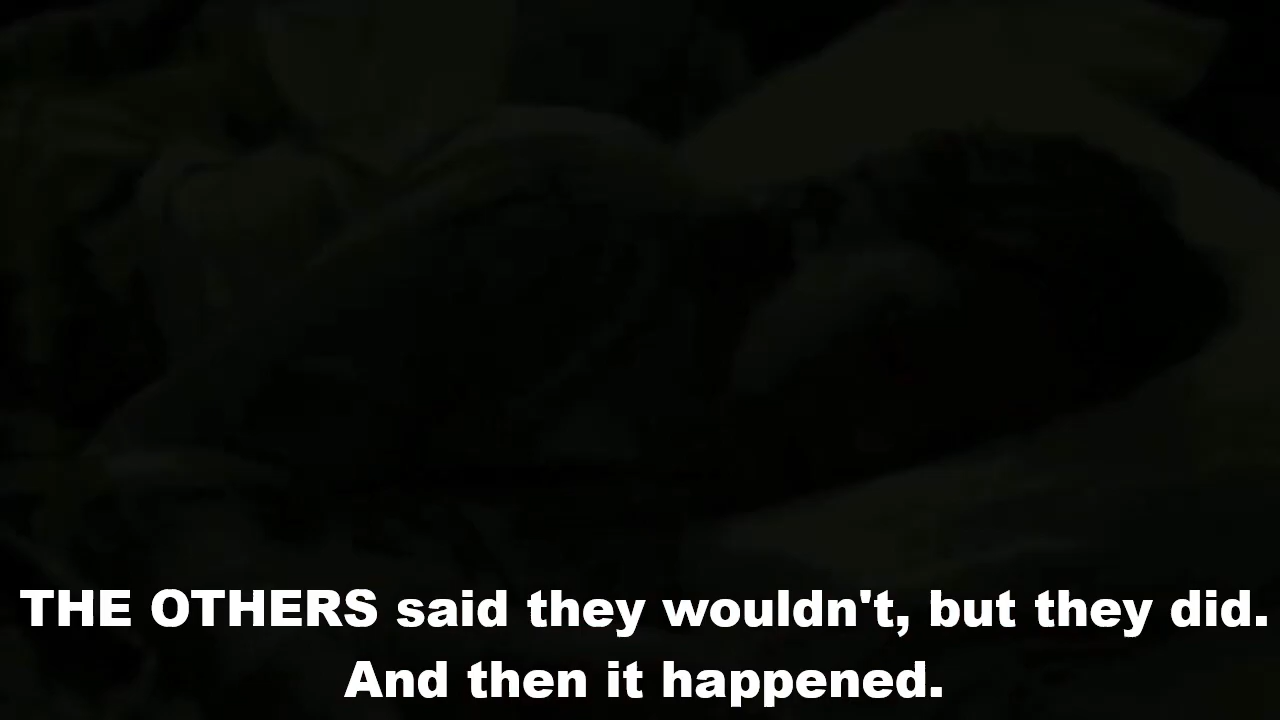 THE OTHERS said they wouldn't, but they did.
And then it happened.